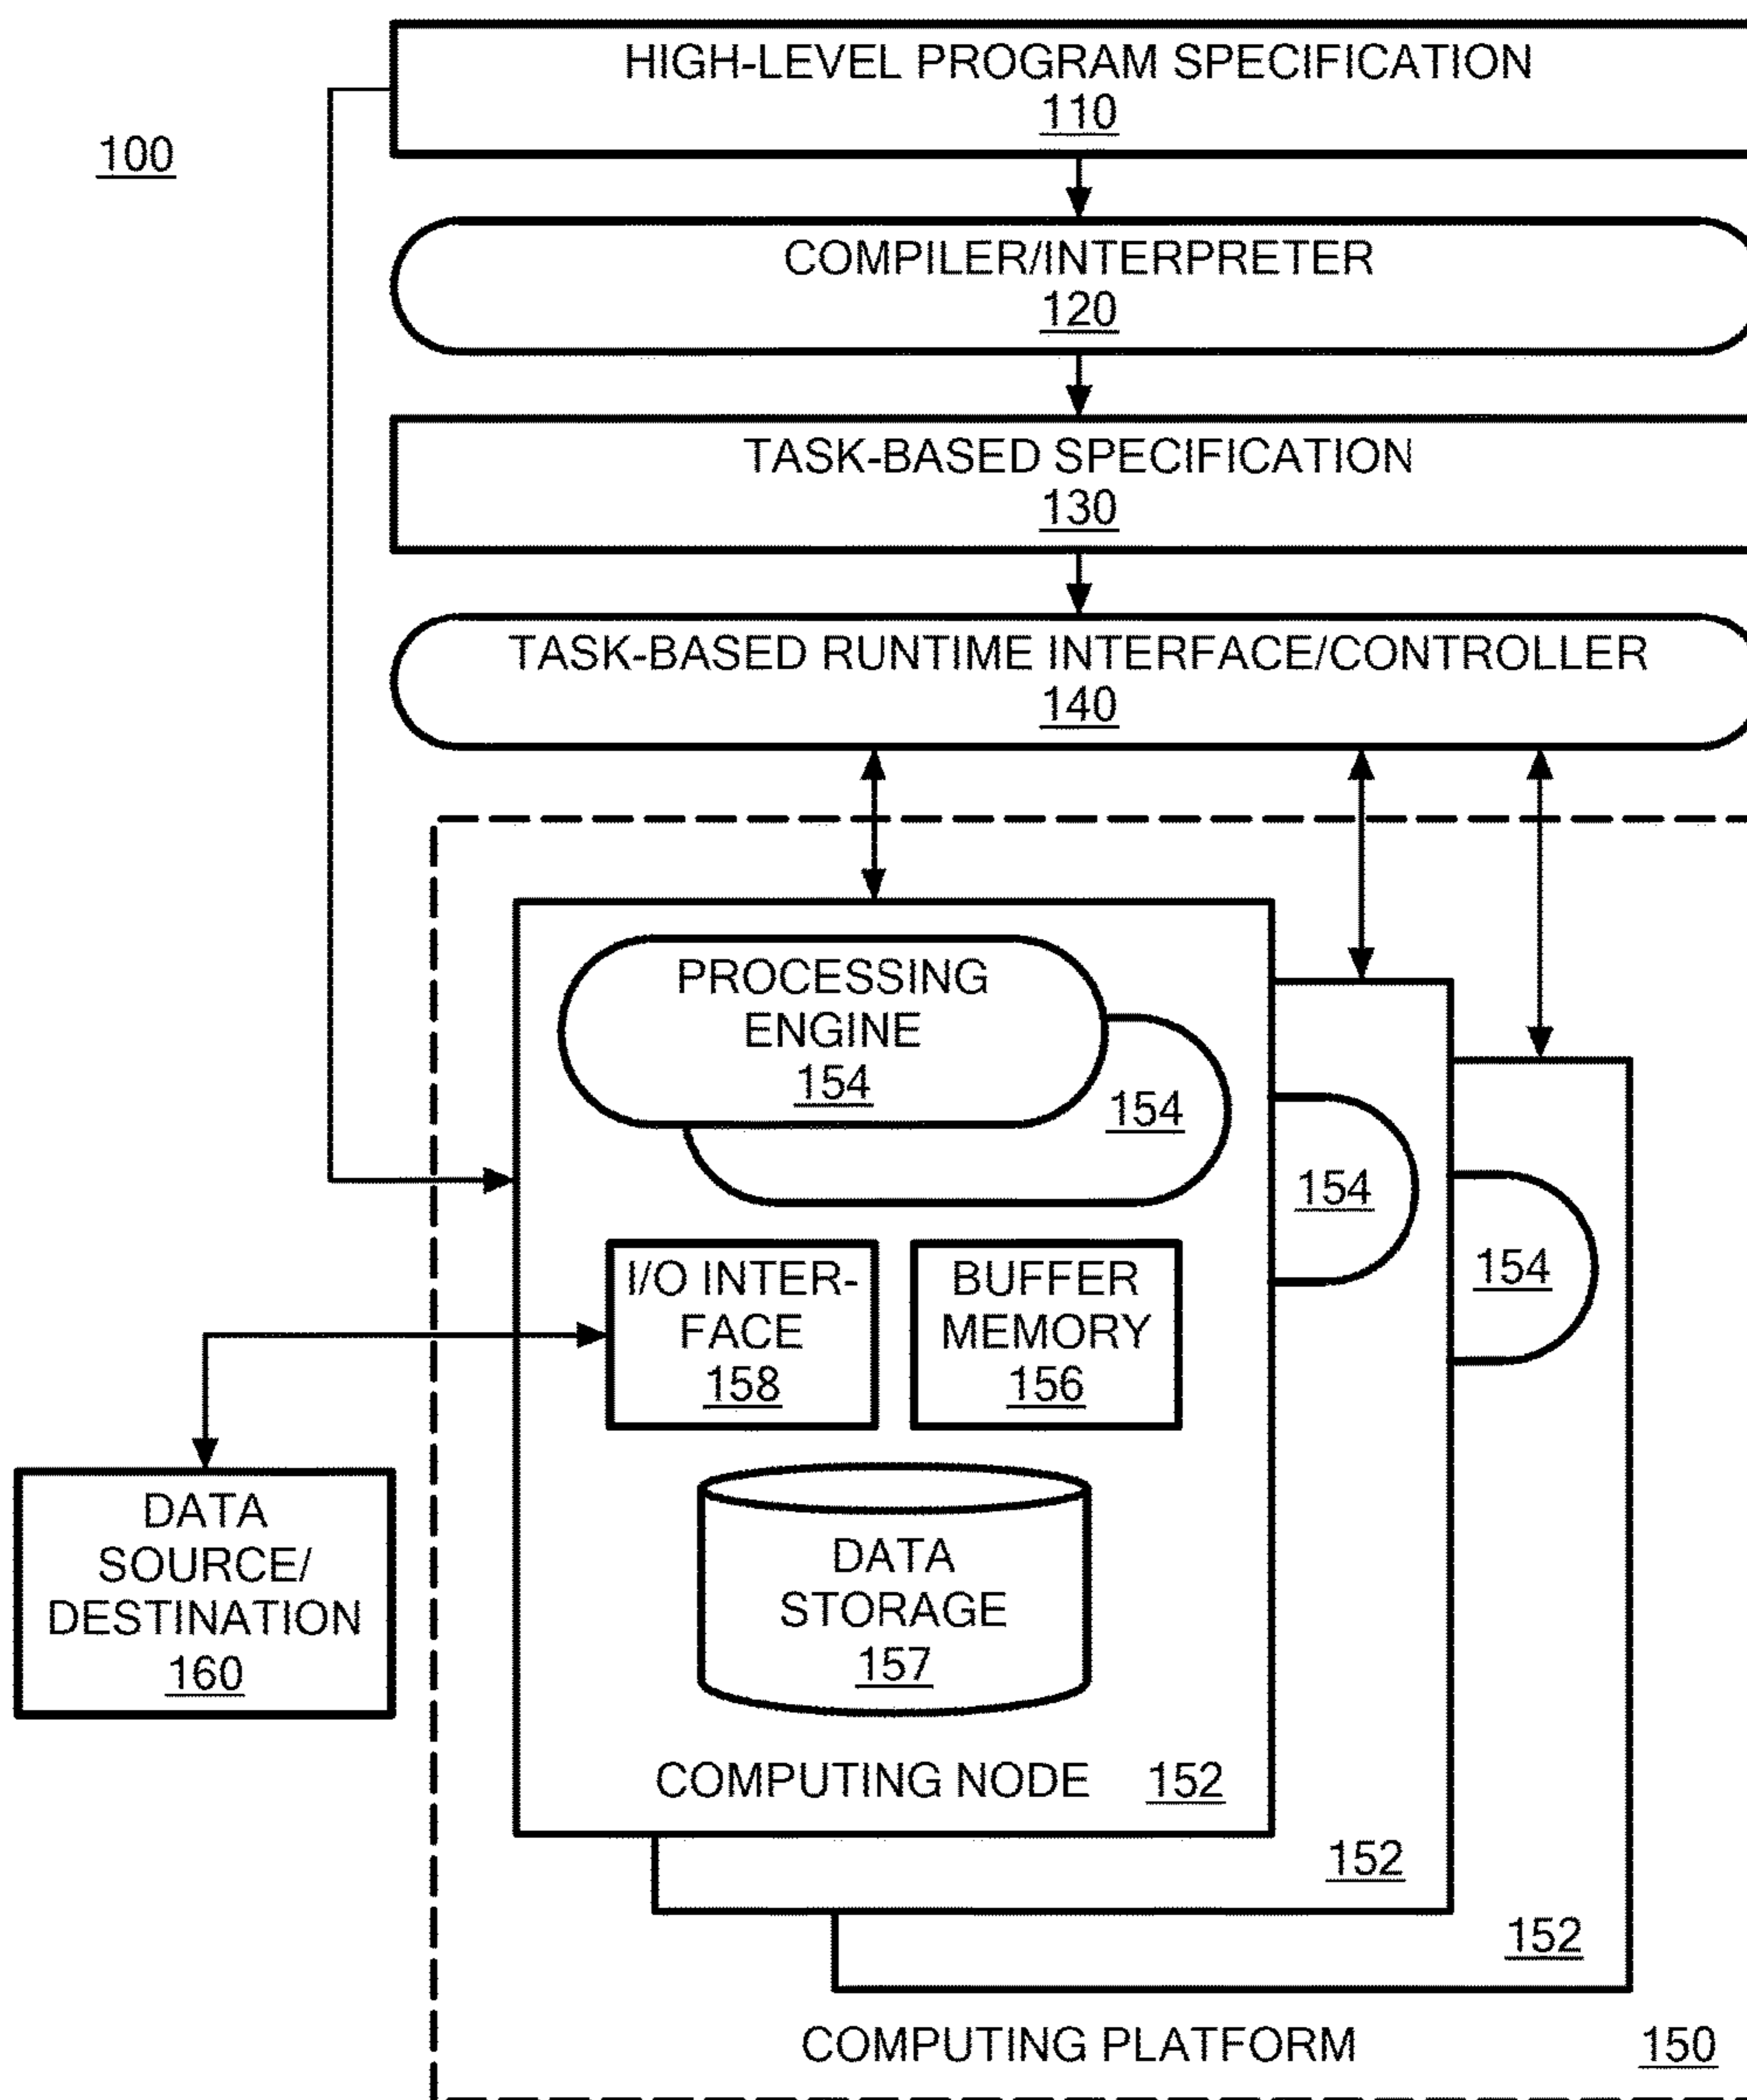 HIGH-LEVEL PROGRAM SPECIFICATION
110
100
COMPILER/INTERPRETER
120
TASK-BASED SPECIFICATION
130
TASK-BASED RUNTIME INTERFACE/CONTROLLER
140
PROCESSING
ENGINE
154
154
154
154
I/O INTER-
FACE
158
BUFFER
MEMORY
156
DATA
SOURCE/
DESTINATION
160
DATA
STORAGE
157
COMPUTING NODE 152
152
152
COMPUTING PLATFORM 150